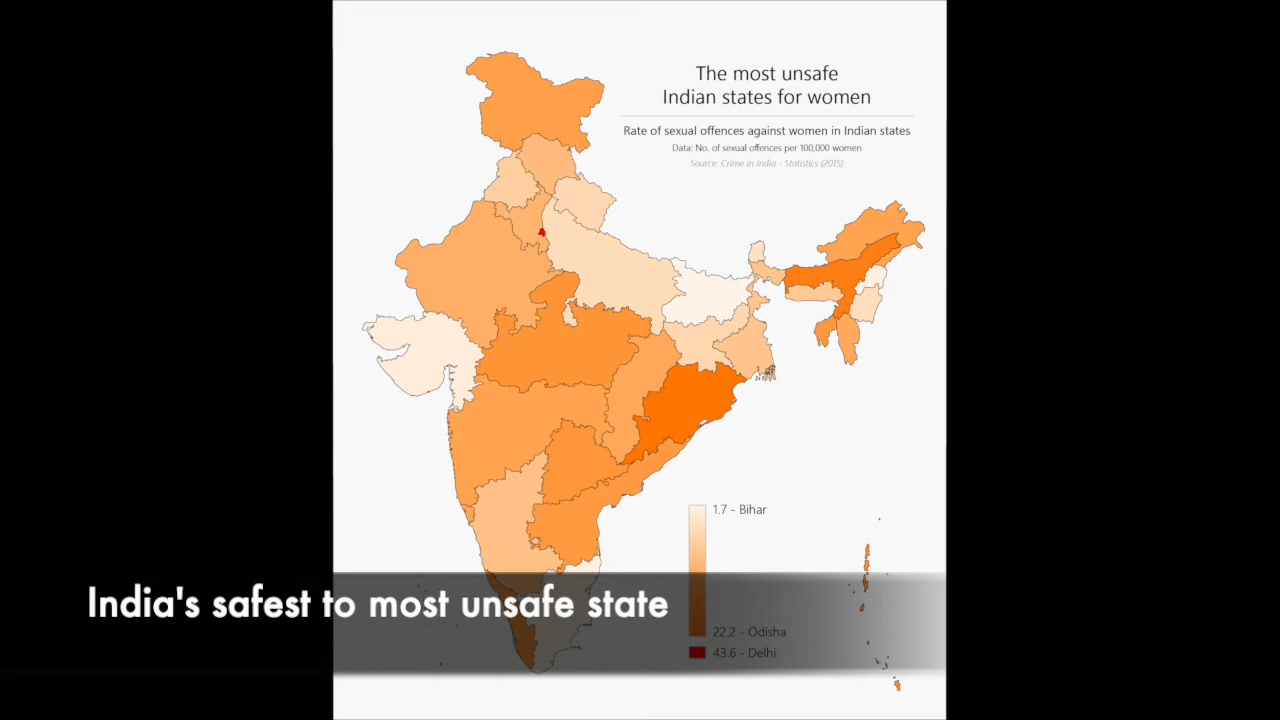 The most unsafe
Indian states for women
Rate of sexual offences against women in Indian states
Data: No. of sexual offences per 100,000 women
Source: Crime in India - Statistics (2015)
1.7 - Bihar
22.2 - Odisha
43.6 - Delhi
India's safest to most unsafe state